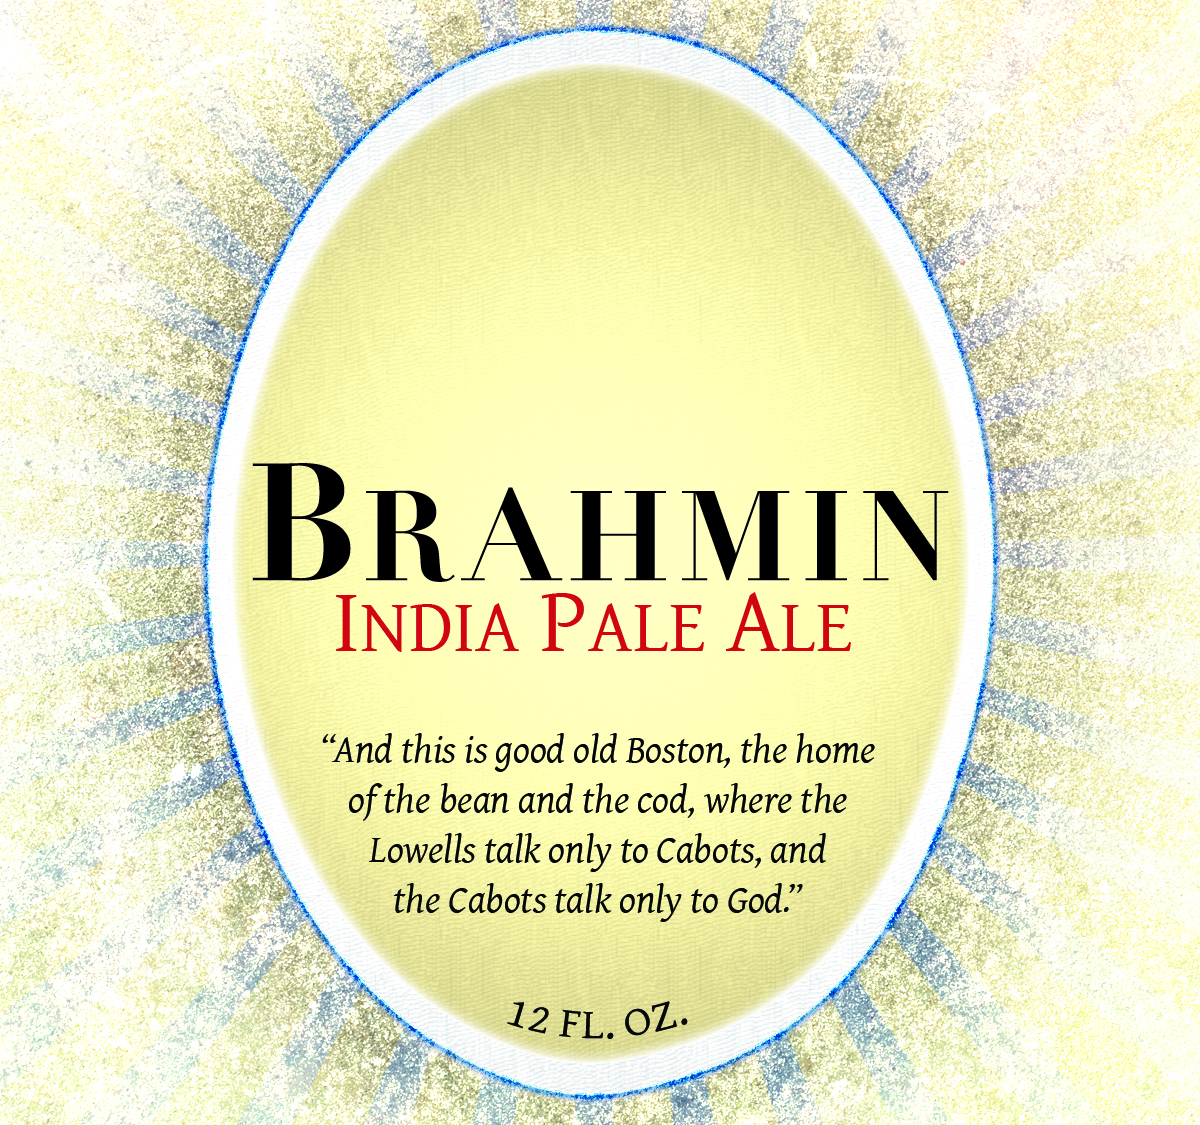 BRAHMIN
INDIA PALE ALE
“And this is good old Boston, the home
of the bean and the cod, where the
Lowells talk only to Cabots, and
the Cabots talk only to God.”
12 FL. OZ.